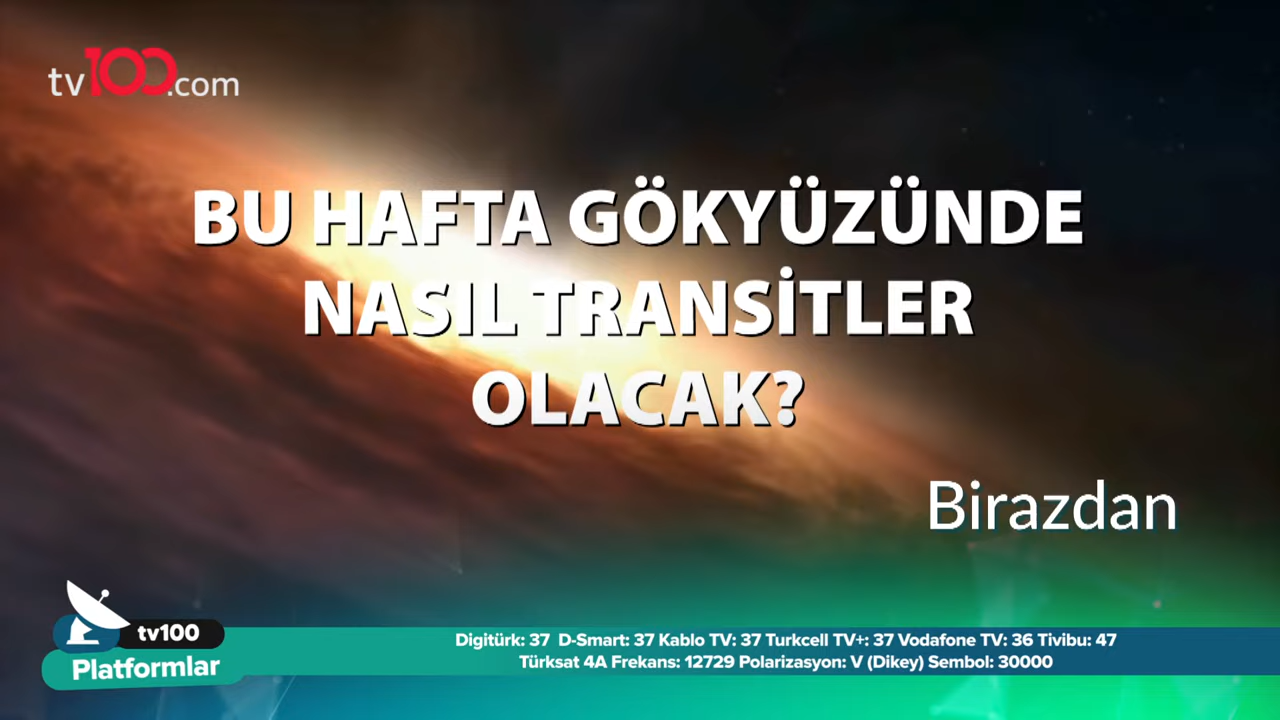 tv100.com
BU HAFTA GÖKYÜZÜNDE
NASIL TRANSİTLER
OLACAK?
Birazdan
tv100
Platformlar
Digitürk: 37 D-Smart: 37 Kablo TV: 37 Turkcell TV+: 37 Vodafone TV: 36 Tivibu: 47
Türksat 4A Frekans: 12729 Polarizasyon: V (Dikey) Sembol: 30000